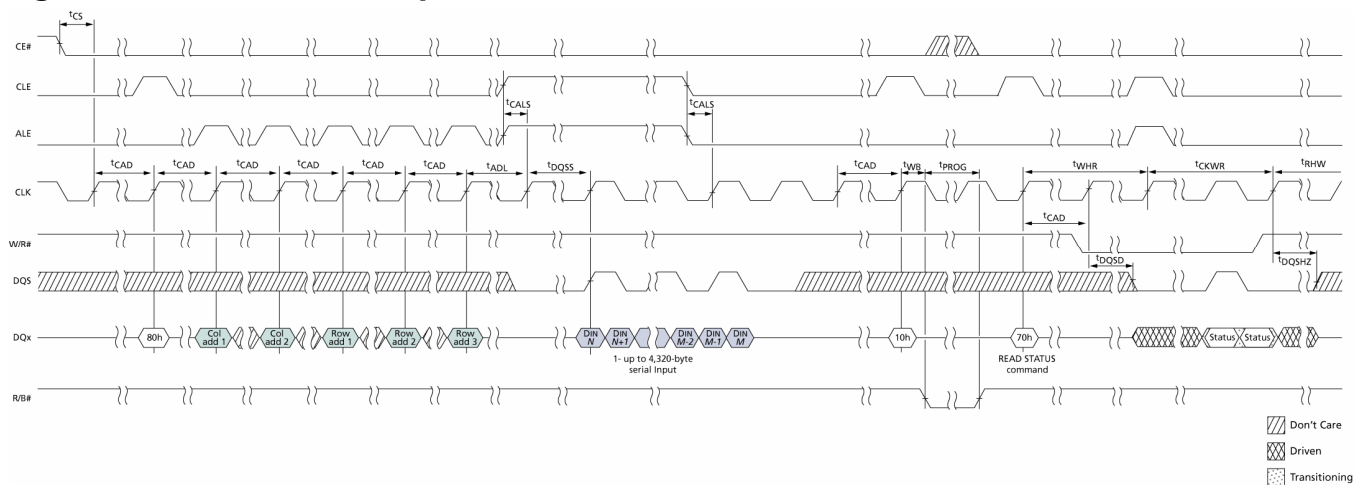 tCS
CE#
CLE
tCALS tCALS
ALE
tCAD tCAD tCAD tCAD tCAD tCAD tADL tDQSS tCAD tWB tPROG tWHR tCKWR tRHW
CLK
tCAD
W/R#
tDQSD tDQSHZ
DQS
DQx 80h Col add 1 Col add 2 Row add 1 Row add 2 Row add 3 DIN N DIN N+1 DIN M-2 DIN M-1 DIN M 10h 70h Status Status
1- up to 4,320-byte
serial Input
READ STATUS
command
R/B#
Don't Care
Driven
Transitioning